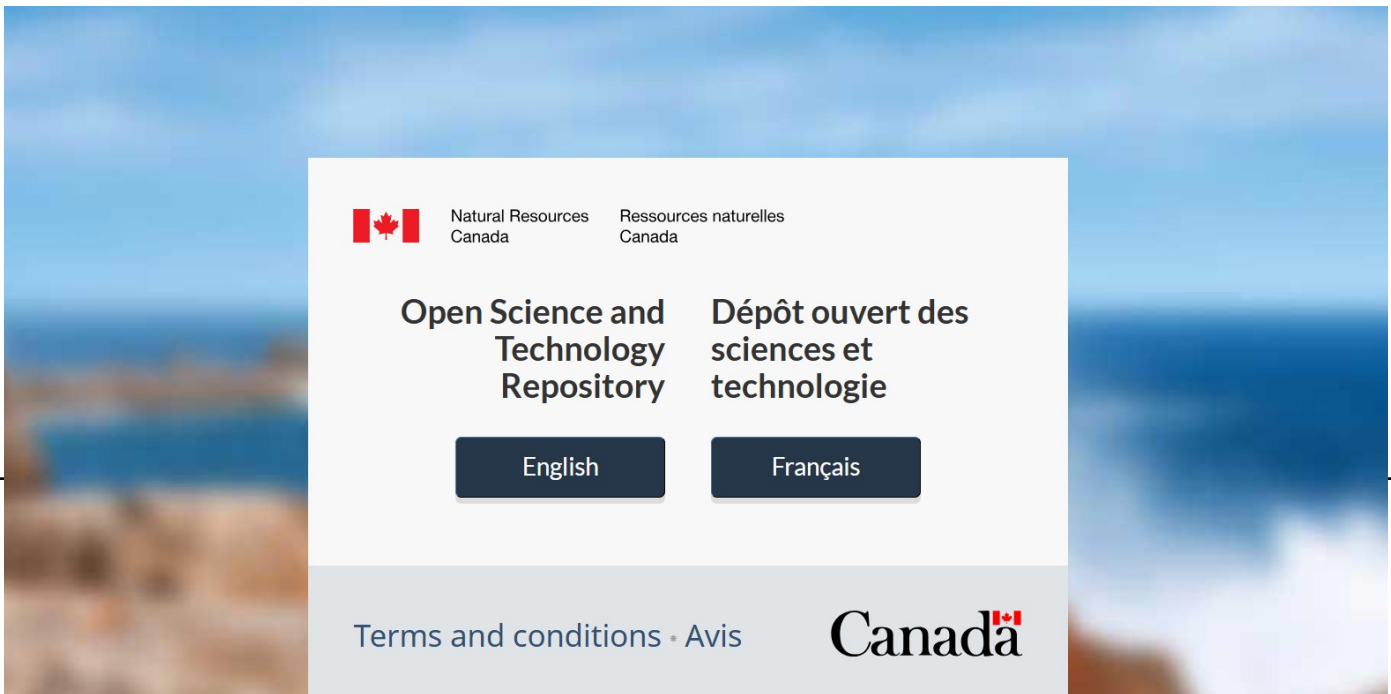 Natural Resources
Canada
Ressources naturelles
Canada
Open Science and
Technology
Repository
Dépôt ouvert des
sciences et
technologie
English
Français
Terms and conditions • Avis
Canada